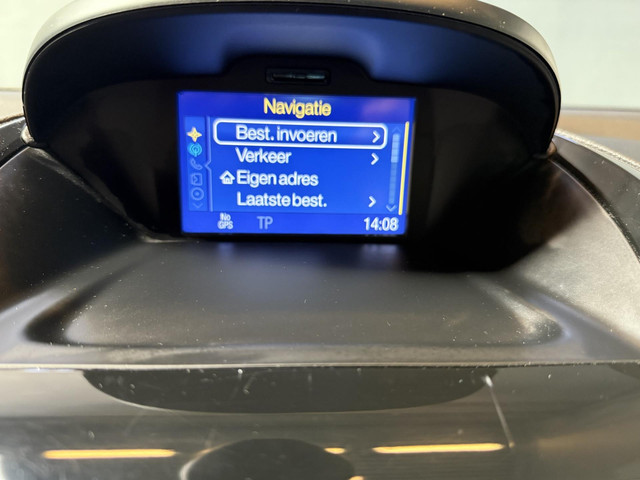 Navigatie
Best. invoeren
Verkeer
Eigen adres
Laatste best.
No
GPS
TP
14:08